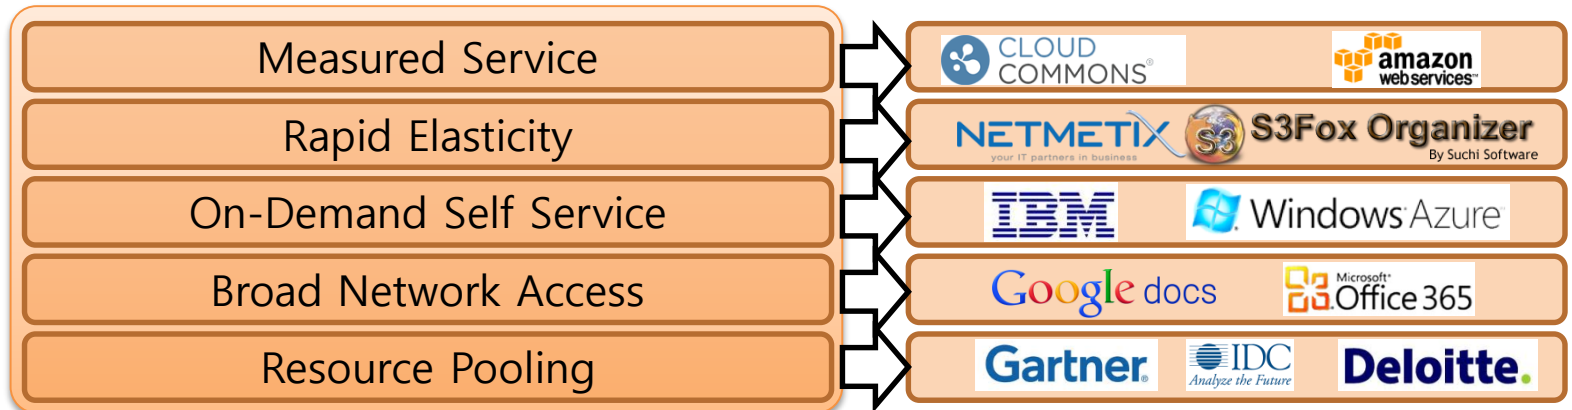 Measured Service
CLOUD
COMMONS®
amazon
webservices™
Rapid Elasticity
NETMETIX
your IT partners in business
S3
S3Fox Organizer
By Suchi Software
On-Demand Self Service
IBM
Windows Azure™
Broad Network Access
Google docs
Microsoft®
Office 365
Resource Pooling
Gartner®
IDC
Analyze the Future
Deloitte.